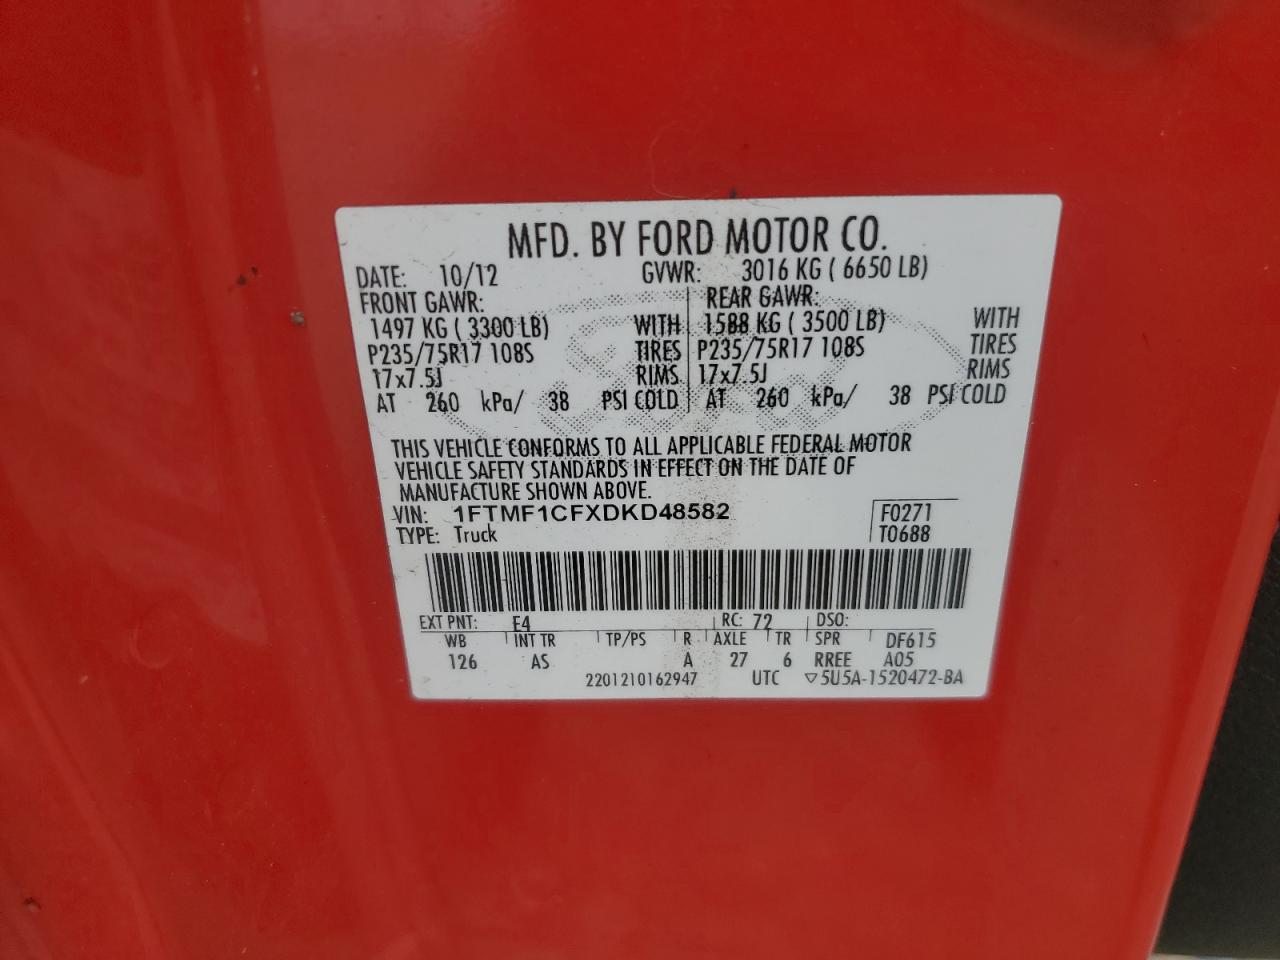 MFD. BY FORD MOTOR CO.
DATE: 10/12 GVWR: 3016 KG ( 6650 LB)
FRONT GAWR: REAR GAWR:
1497 KG ( 3300 LB) WITH 1588 KG ( 3500 LB) WITH
P235/75R17 108S TIRES P235/75R17 108S TIRES
17x7.5J RIMS 17x7.5J RIMS
AT 260 kPa/ 38 PSI COLD AT 260 kPa/ 38 PSI COLD
THIS VEHICLE CONFORMS TO ALL APPLICABLE FEDERAL MOTOR
VEHICLE SAFETY STANDARDS IN EFFECT ON THE DATE OF
MANUFACTURE SHOWN ABOVE.
VIN: 1FTMF1CFXDKD48582 F0271
TYPE: Truck T0688
EXT PNT: E4 RC: 72 DSO:
WB INT TR TP/PS R AXLE TR SPR DF615
126 AS A 27 6 RREE A05
2201210162947 UTC ▽5U5A-1520472-BA